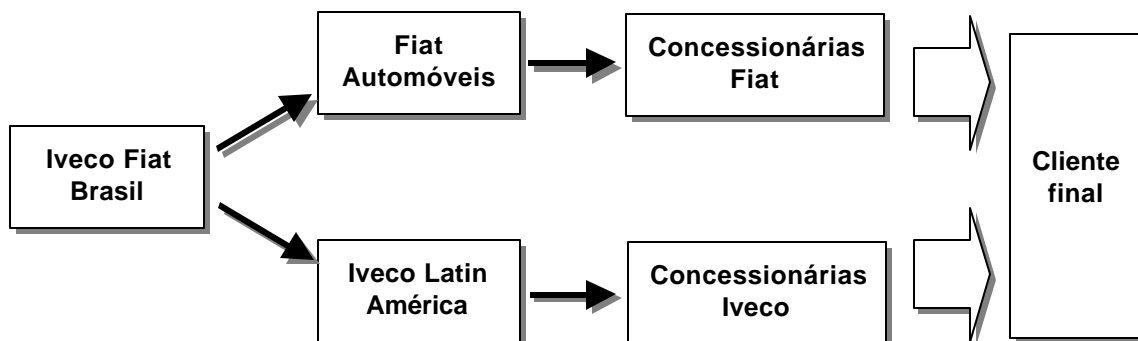 Fiat
Automóveis
Concessionárias
Fiat
Iveco Fiat
Brasil
Cliente
final
Iveco Latin
América
Concessionárias
Iveco